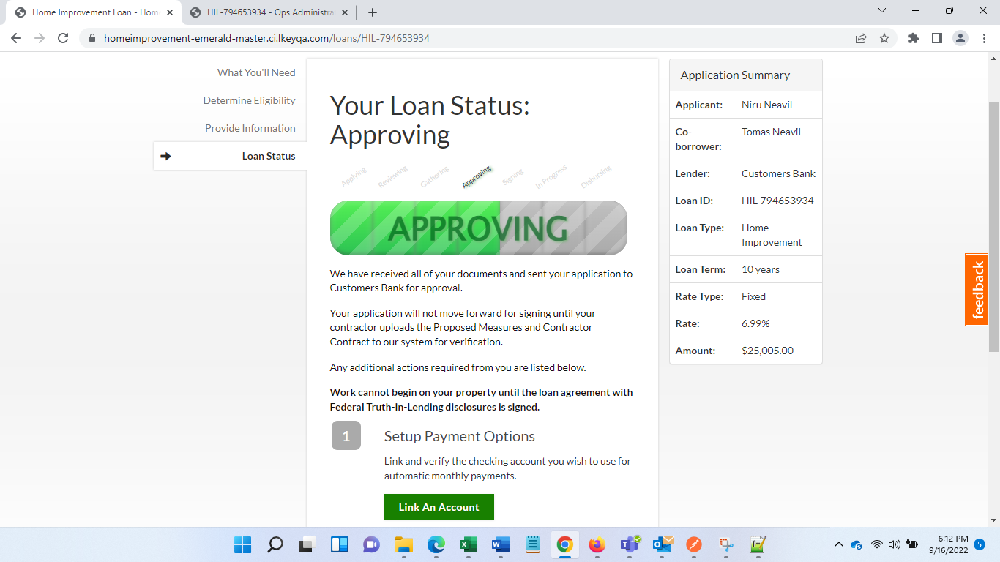 Home Improvement Loan - Hom
HIL-794653934 - Ops Administra
homeimprovement-emerald-master.ci.lkeyqa.com/loans/HIL-794653934
What You'll Need
Determine Eligibility
Provide Information
Loan Status
Your Loan Status:
Approving
Applying
Reviewing
Gathering
Approving
Signing
In Progress
Disbursing
APPROVING
We have received all of your documents and sent your application to
Customers Bank for approval.
Your application will not move forward for signing until your
contractor uploads the Proposed Measures and Contractor
Contract to our system for verification.
Any additional actions required from you are listed below.
Work cannot begin on your property until the loan agreement with
Federal Truth-in-Lending disclosures is signed.
1
Setup Payment Options
Link and verify the checking account you wish to use for
automatic monthly payments.
Link An Account
Application Summary
Applicant: Niru Neavil
Co-
borrower: Tomas Neavil
Lender: Customers Bank
Loan ID: HIL-794653934
Loan Type: Home
Improvement
Loan Term: 10 years
Rate Type: Fixed
Rate: 6.99%
Amount: $25,005.00
feedback
6:12 PM
9/16/2022
5